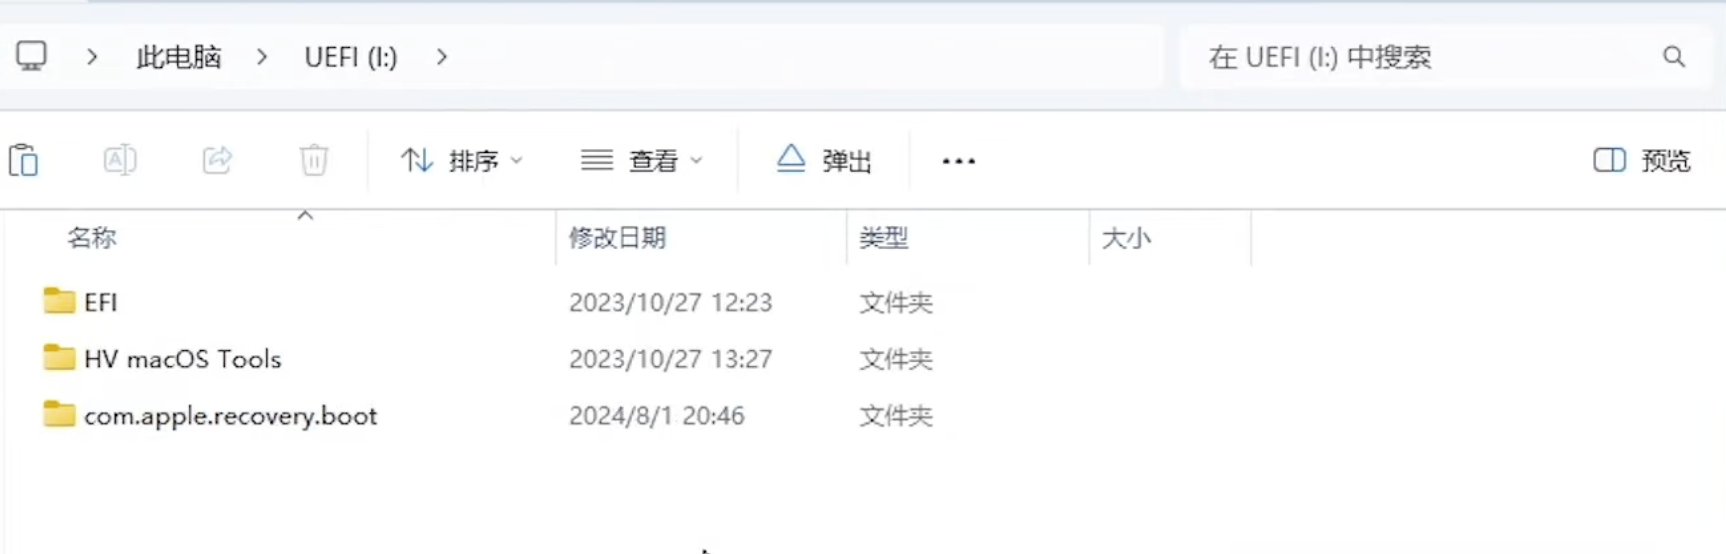 此电脑 UEFI (I:) 在 UEFI (I:) 中搜索
排序 查看 弹出 ··· 预览
名称 修改日期 类型 大小
EFI 2023/10/27 12:23 文件夹
HV macOS Tools 2023/10/27 13:27 文件夹
com.apple.recovery.boot 2024/8/1 20:46 文件夹